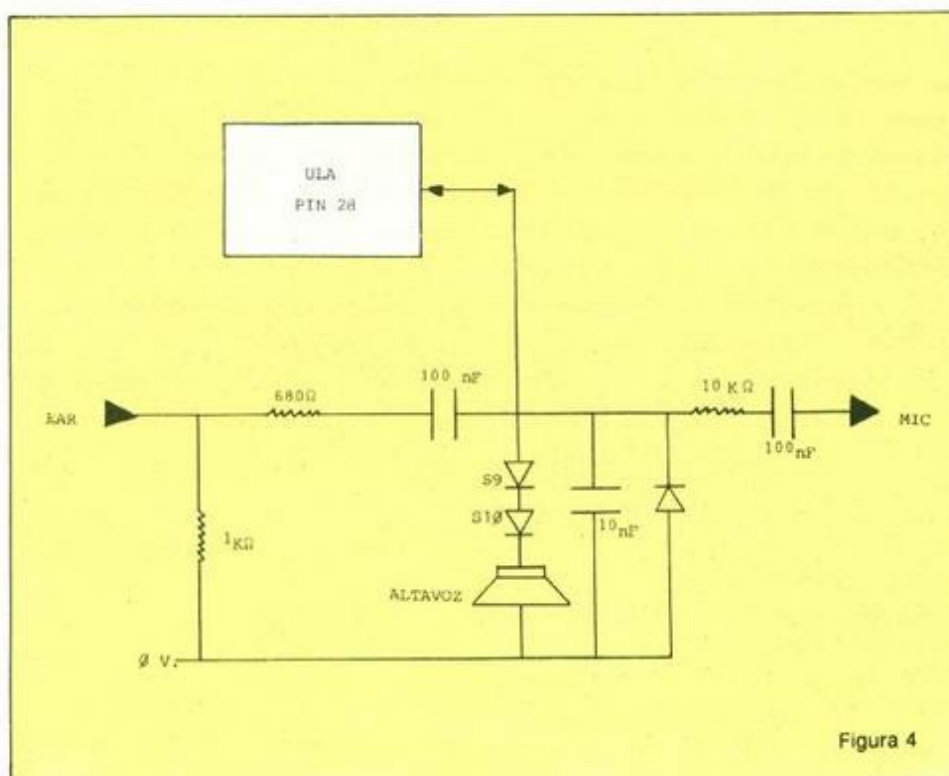 ULA
PIN 28
680Ω
100 nF
10 KΩ
EAR
MIC
100nF
S9
S1Ø
10nF
1KΩ
ALTAVOZ
Ø V.
Figura 4